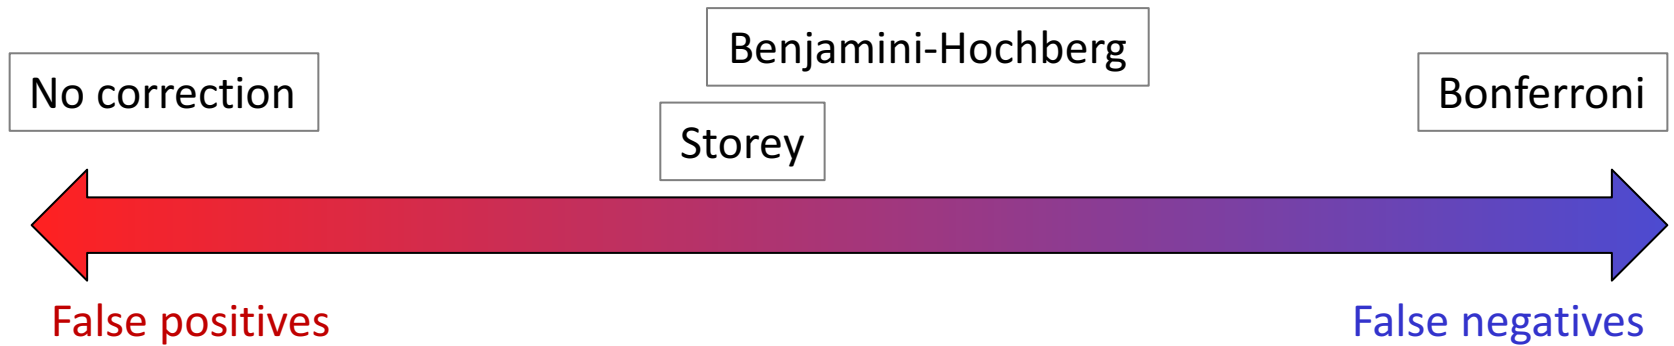 No correction
Storey
Benjamini-Hochberg
Bonferroni
False positives
False negatives